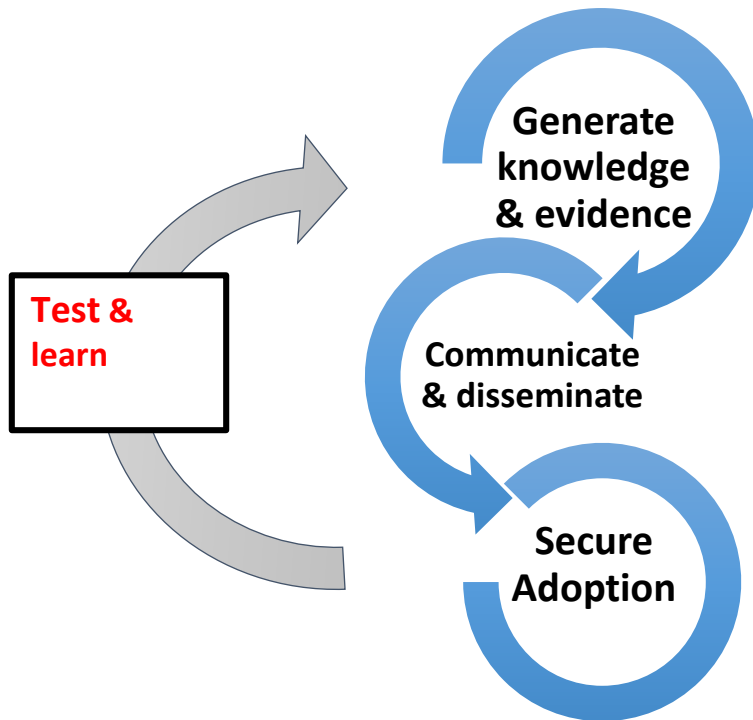 Generate
knowledge
& evidence
Test &
learn
Communicate
& disseminate
Secure
Adoption